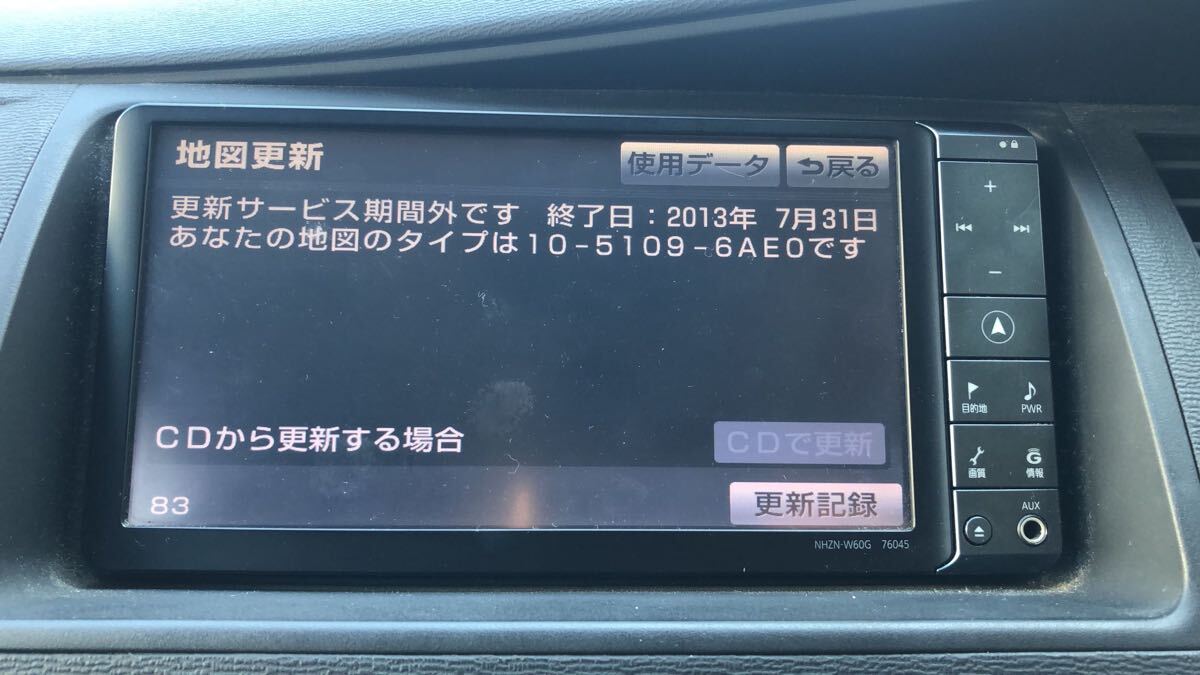 地図更新
使用データ
戻る
更新サービス期間外です 終了日：2013年 7月31日
あなたの地図のタイプは10-5109-6AE0です
CDから更新する場合
CDで更新
83
更新記録
NHZN-W60G 76045
+
−
目的地
PWR
画質
G
情報
AUX